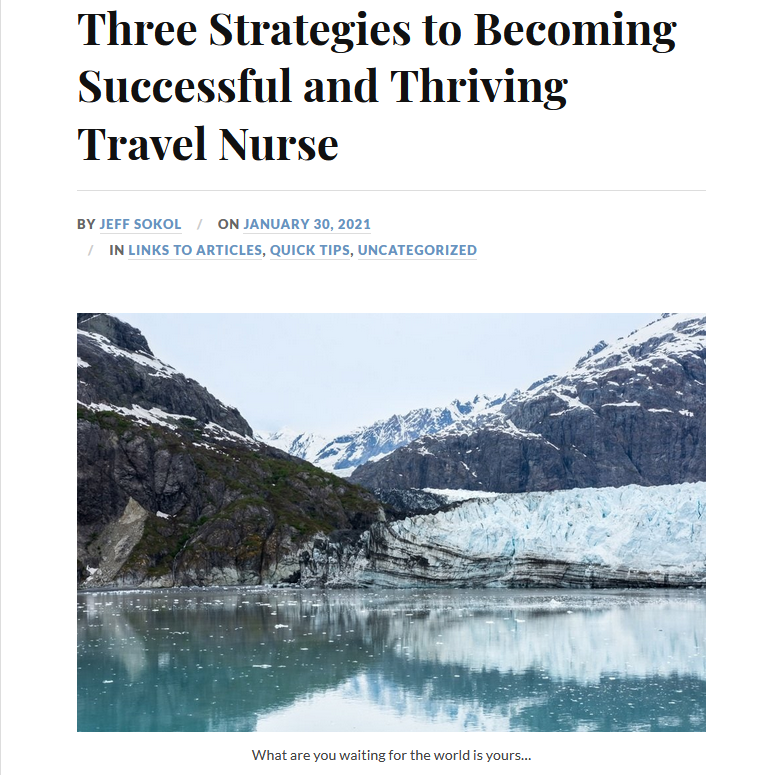 Three Strategies to Becoming
Successful and Thriving
Travel Nurse
BY JEFF SOKOL / ON JANUARY 30, 2021
/ IN LINKS TO ARTICLES, QUICK TIPS, UNCATEGORIZED
What are you waiting for the world is yours...